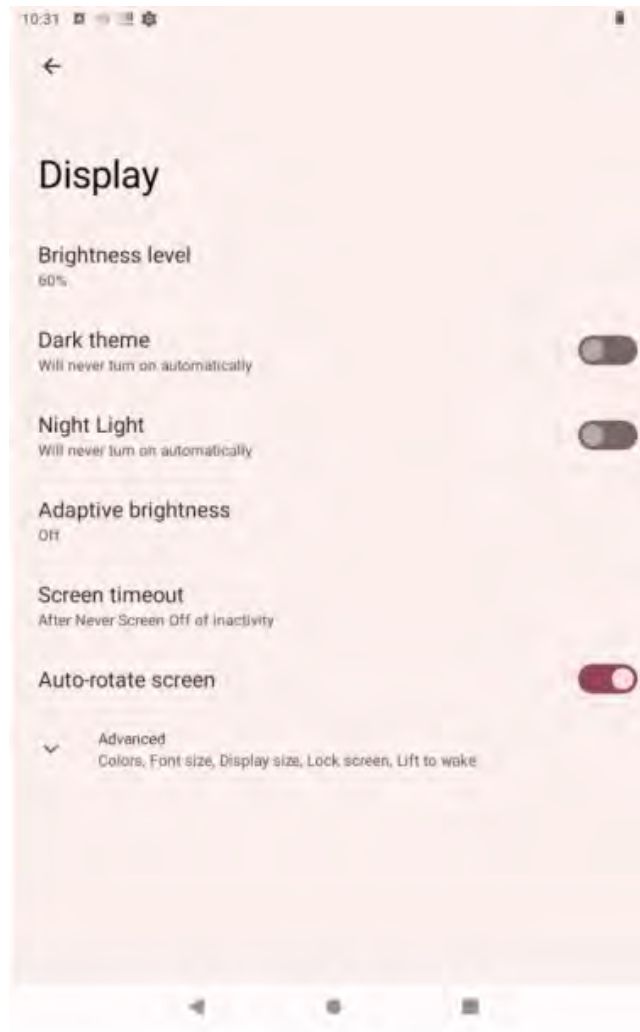 10:31
Display
Brightness level
60%
Dark theme
Will never turn on automatically
Night Light
Will never turn on automatically
Adaptive brightness
Off
Screen timeout
After Never Screen Off of inactivity
Auto-rotate screen
Advanced
Colors, Font size, Display size, Lock screen, Lift to wake